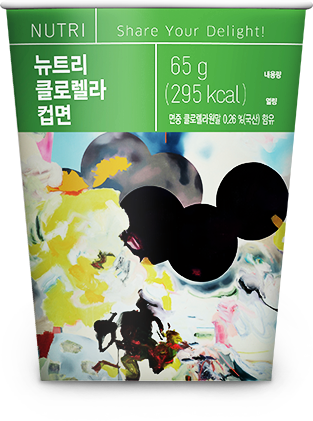 NUTRI Share Your Delight!
뉴트리
클로렐라
컵면
65 g 내용량
(295 kcal) 열량
면중 클로렐라원말 0.26 %(국산) 함유